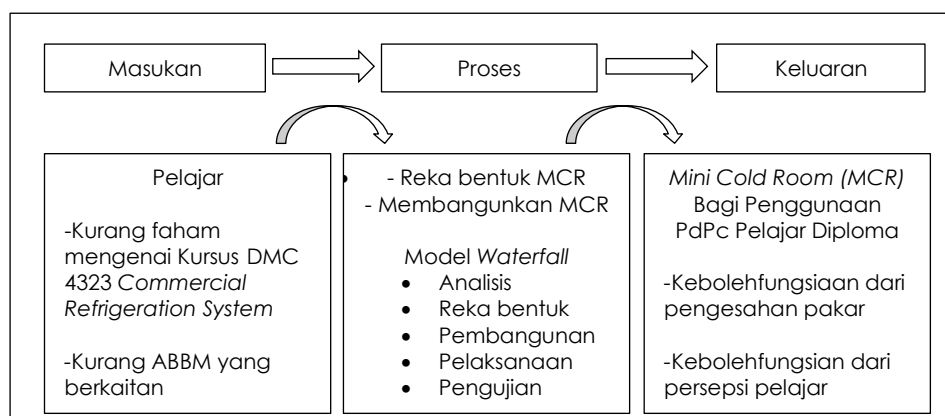 Masukan
Proses
Keluaran
Pelajar
-Kurang faham
mengenai Kursus DMC
4323 Commercial
Refrigeration System
-Kurang ABBM yang
berkaitan
• - Reka bentuk MCR
- Membangunkan MCR
Model Waterfall
• Analisis
• Reka bentuk
• Pembangunan
• Pelaksanaan
• Pengujian
Mini Cold Room (MCR)
Bagi Penggunaan
PdPc Pelajar Diploma
-Kebolehfungsiaan dari
pengesahan pakar
-Kebolehfungsian dari
persepsi pelajar